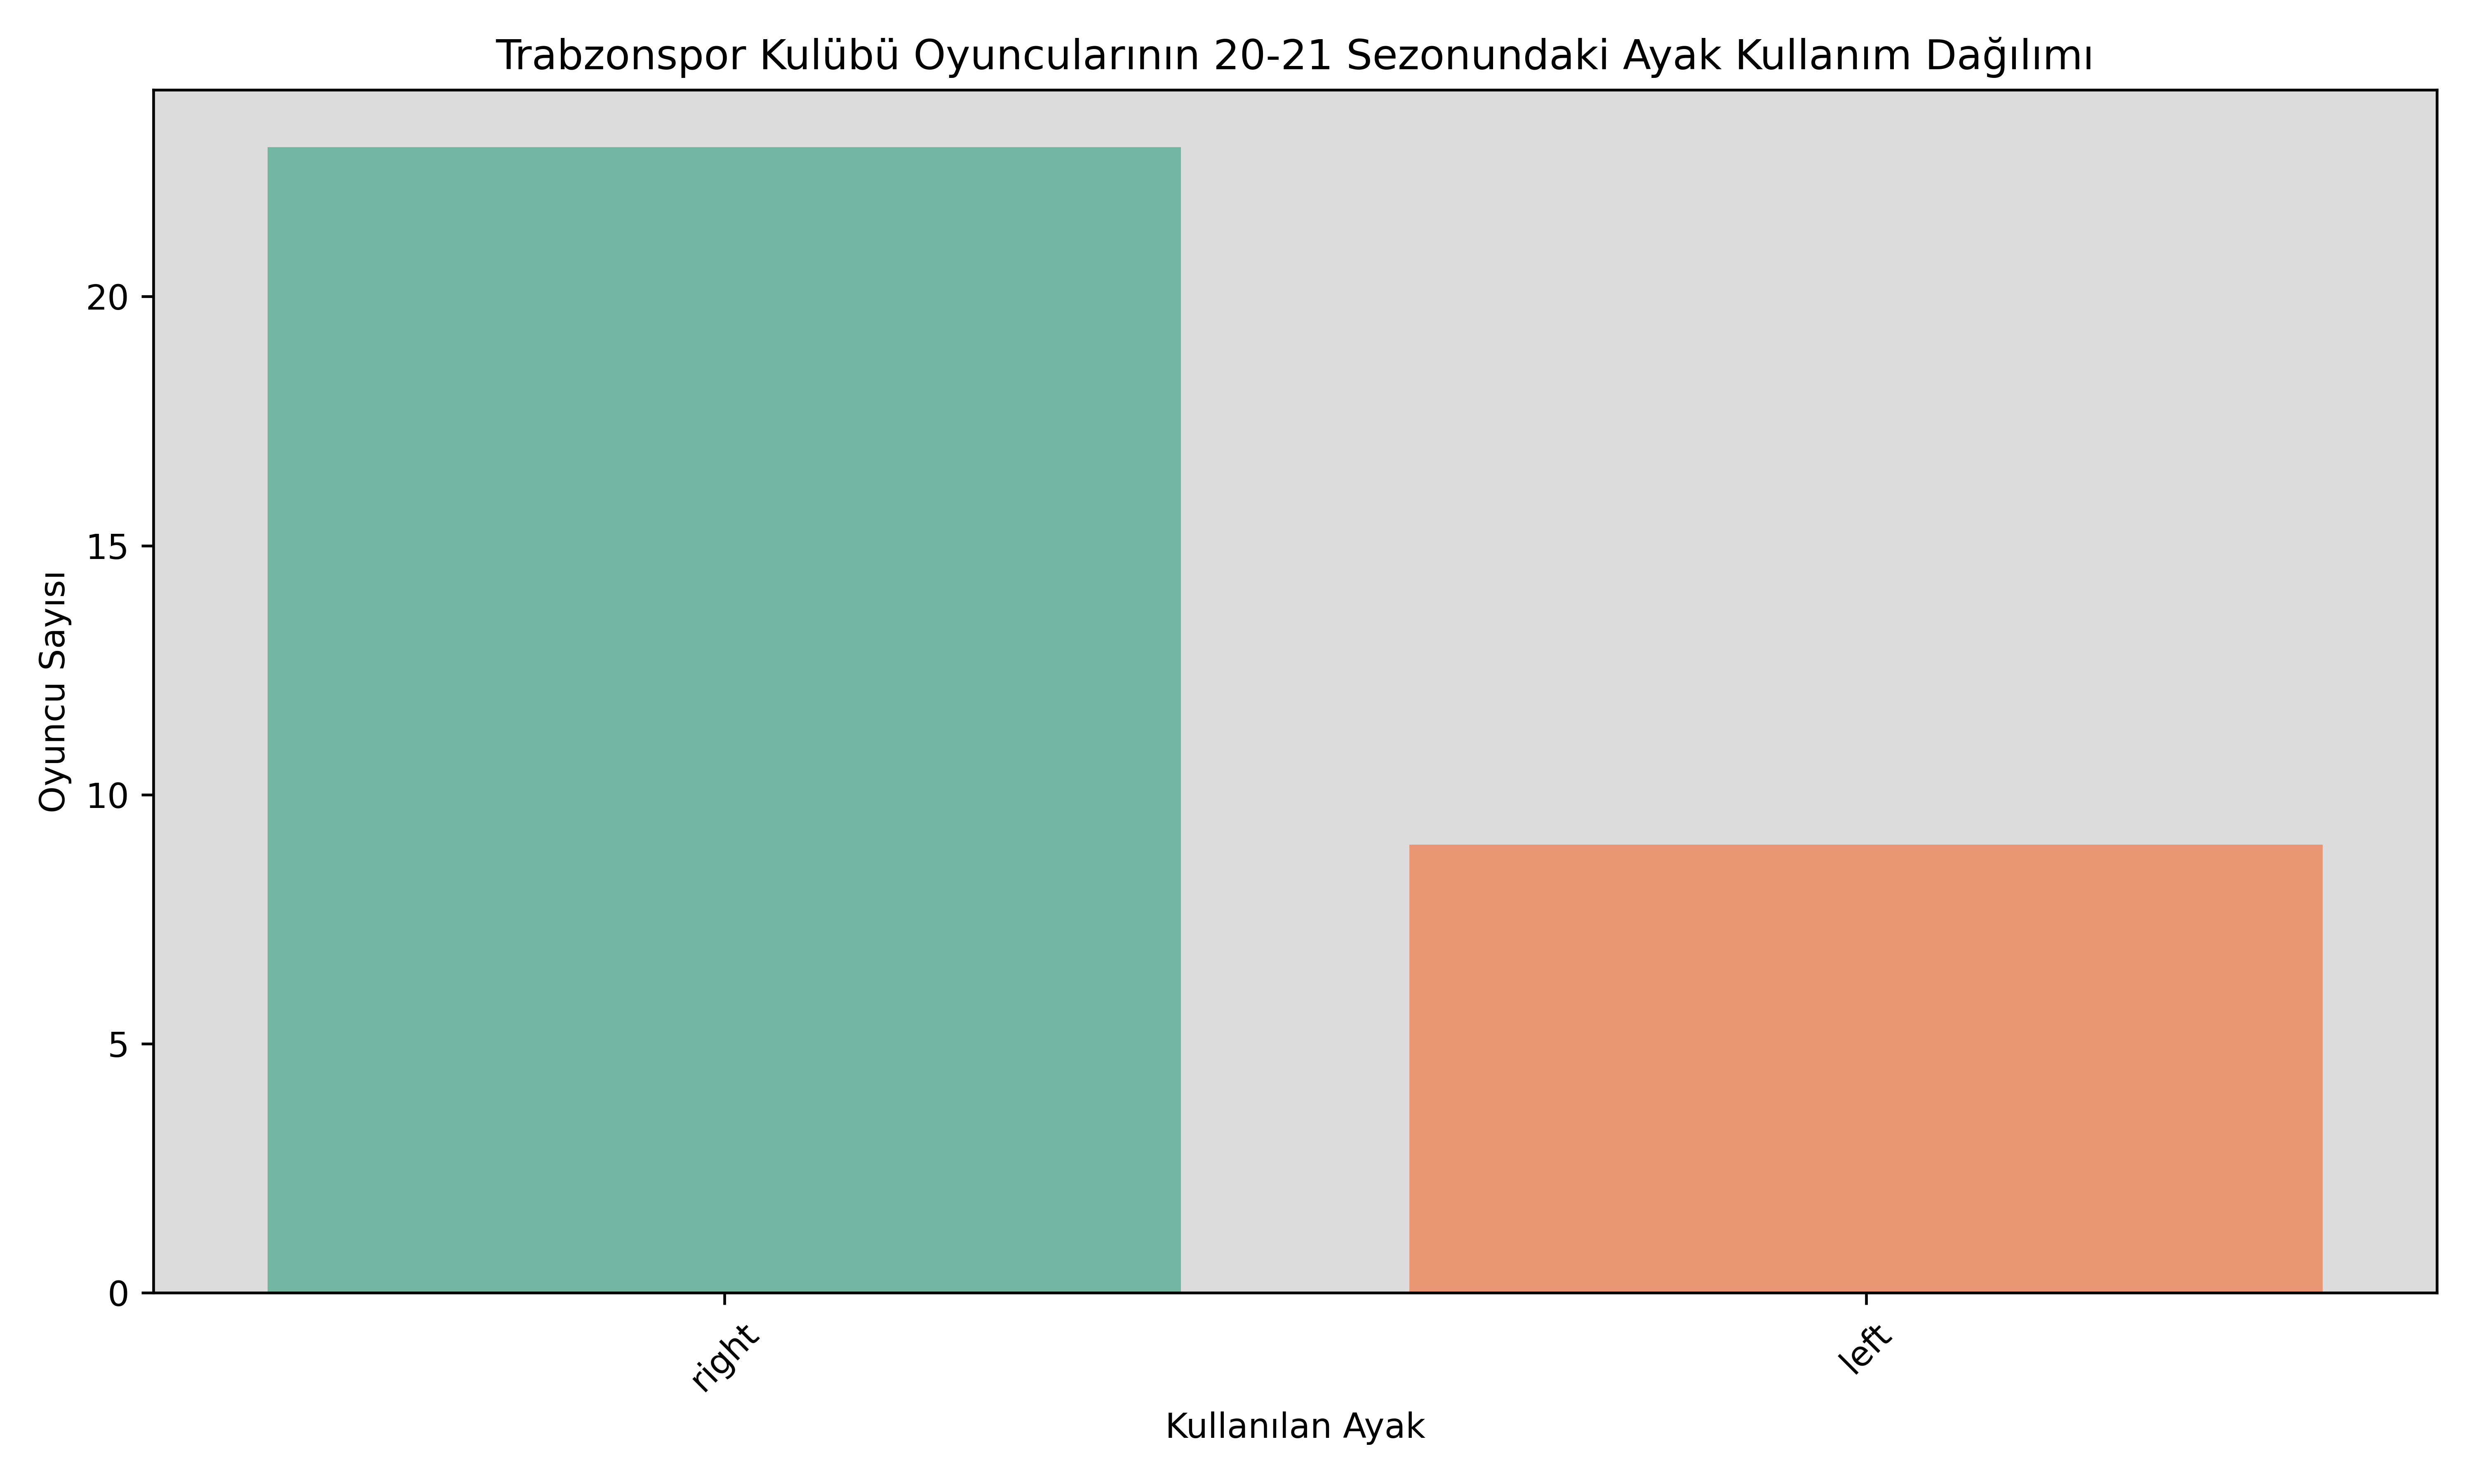 Trabzonspor Kulübü Oyuncularının 20-21 Sezonundaki Ayak Kullanım Dağılımı
Oyuncu Sayısı
20
15
10
5
0
right
left
Kullanılan Ayak